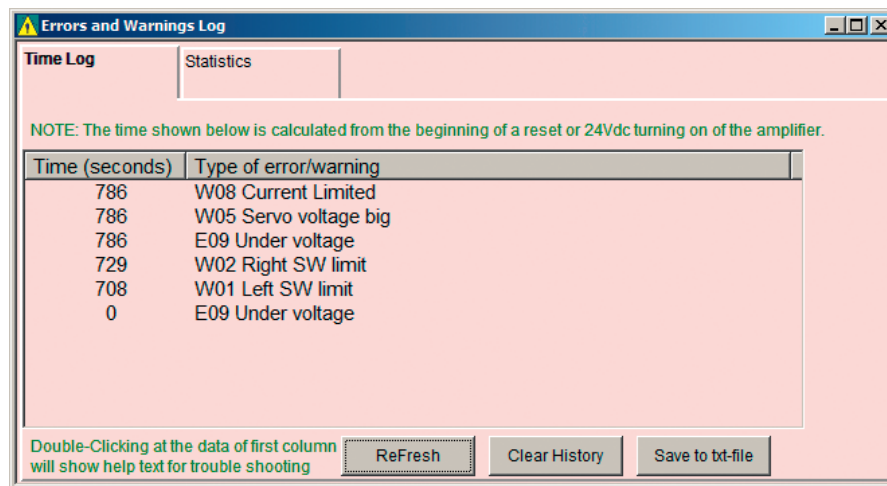 Errors and Warnings Log
Time Log
Statistics
NOTE: The time shown below is calculated from the beginning of a reset or 24Vdc turning on of the amplifier.
Time (seconds) Type of error/warning
786 W08 Current Limited
786 W05 Servo voltage big
786 E09 Under voltage
729 W02 Right SW limit
708 W01 Left SW limit
0 E09 Under voltage
Double-Clicking at the data of first column
will show help text for trouble shooting
ReFresh
Clear History
Save to txt-file